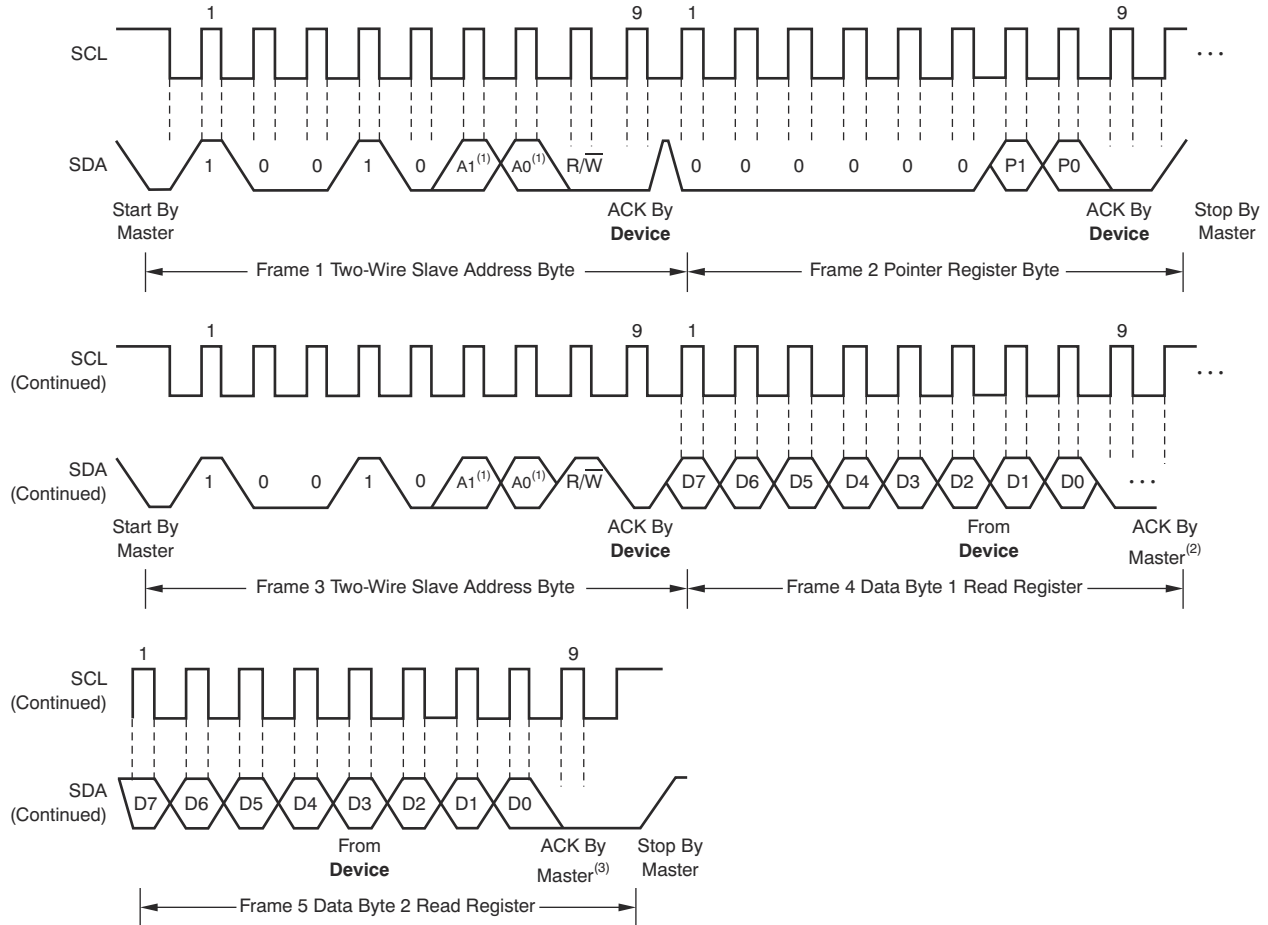 1 9 1 9
SCL ···
SDA 1 0 0 1 0 A1(1) A0(1) R/W̅ 0 0 0 0 0 0 P1 P0
Start By Master ACK By Device ACK By Device Stop By Master
Frame 1 Two-Wire Slave Address Byte Frame 2 Pointer Register Byte
1 9 1 9
SCL (Continued) ···
SDA (Continued) 1 0 0 1 0 A1(1) A0(1) R/W̅ D7 D6 D5 D4 D3 D2 D1 D0 ···
Start By Master ACK By Device From Device ACK By Master(2)
Frame 3 Two-Wire Slave Address Byte Frame 4 Data Byte 1 Read Register
1 9
SCL (Continued)
SDA (Continued) D7 D6 D5 D4 D3 D2 D1 D0
From Device ACK By Master(3) Stop By Master
Frame 5 Data Byte 2 Read Register